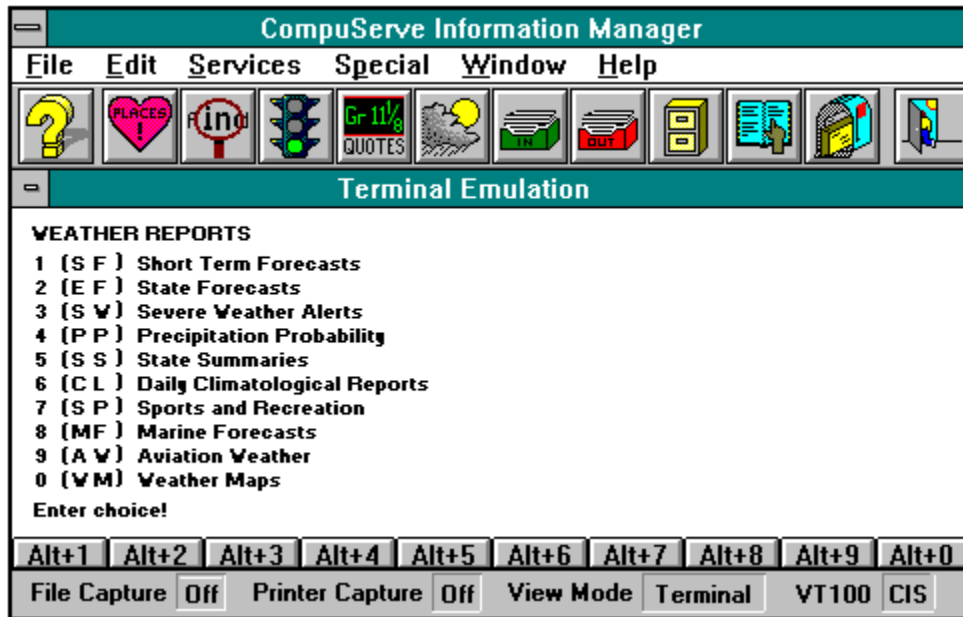 CompuServe Information Manager
File Edit Services Special Window Help
PLACES ! Find Gr 11⅛ QUOTES IN OUT
Terminal Emulation
WEATHER REPORTS
1 (S F ) Short Term Forecasts
2 (E F ) State Forecasts
3 (S W ) Severe Weather Alerts
4 (P P ) Precipitation Probability
5 (S S ) State Summaries
6 (C L ) Daily Climatological Reports
7 (S P ) Sports and Recreation
8 (MF ) Marine Forecasts
9 (A W ) Aviation Weather
0 (W M) Weather Maps
Enter choice!
Alt+1 Alt+2 Alt+3 Alt+4 Alt+5 Alt+6 Alt+7 Alt+8 Alt+9 Alt+0
File Capture Off Printer Capture Off View Mode Terminal VT100 CIS